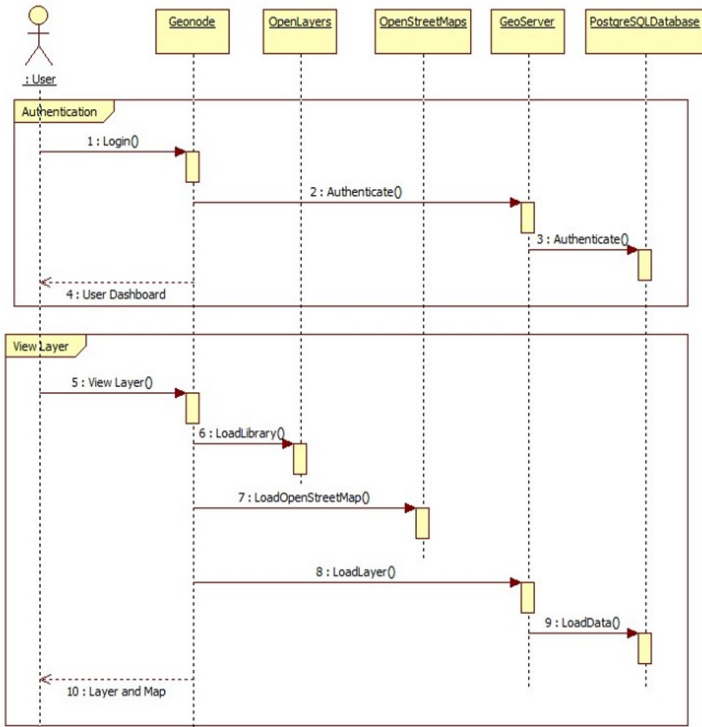 Geonode
OpenLayers
OpenStreetMaps
GeoServer
PostgreSQLDatabase
: User
Authentication
1 : Login()
2 : Authenticate()
3 : Authenticate()
4 : User Dashboard
View Layer
5 : View Layer()
6 : LoadLibrary()
7 : LoadOpenStreetMap()
8 : LoadLayer()
9 : LoadData()
10 : Layer and Map